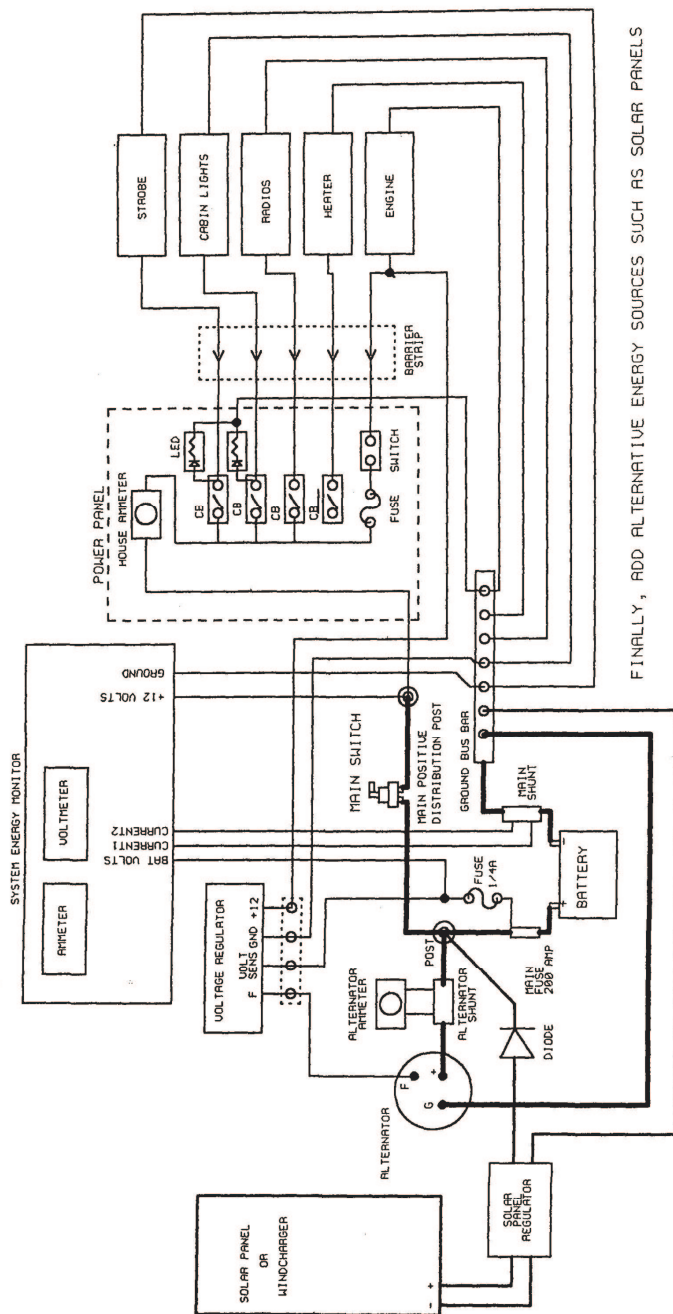 SYSTEM ENERGY MONITOR
AMMETER
VOLTMETER
BAT VOLTS
CURRENT1
CURRENT2
+12 VOLTS
GROUND
POWER PANEL
HOUSE AMMETER
LED
CB
CB
CB
CB
FUSE
SWITCH
BARRIER
STRIP
STROBE
CABIN LIGHTS
RADIOS
HEATER
ENGINE
SOLAR PANEL
OR
WINDCHARGER
- +
SOLAR
PANEL
REGULATOR
VOLTAGE REGULATOR
VOLT
F SENS GND +12
ALTERNATOR
F
G
+
ALTERNATOR
AMMETER
ALTERNATOR
SHUNT
POST
DIODE
MAIN SWITCH
MAIN POSITIVE
DISTRIBUTION POST
FUSE
1/4A
MAIN
FUSE
200 AMP
+ -
BATTERY
MAIN
SHUNT
GROUND BUS BAR
FINALLY, ADD ALTERNATIVE ENERGY SOURCES SUCH AS SOLAR PANELS